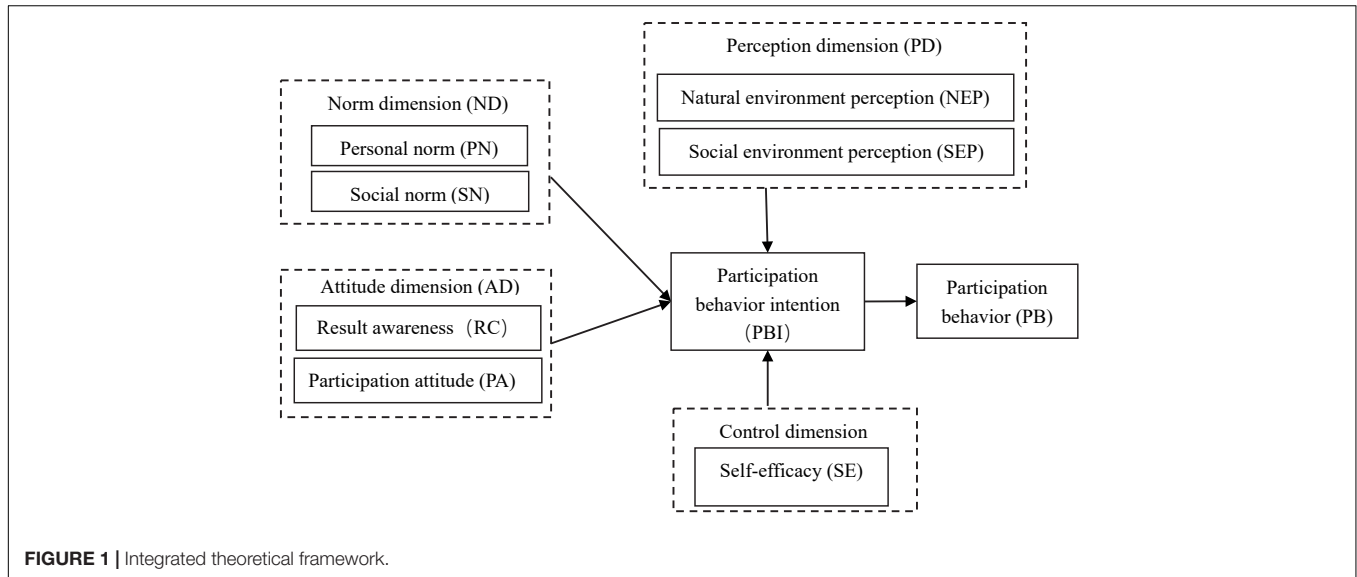 Perception dimension (PD)
Natural environment perception (NEP)
Social environment perception (SEP)
Norm dimension (ND)
Personal norm (PN)
Social norm (SN)
Attitude dimension (AD)
Result awareness（RC）
Participation attitude (PA)
Participation
behavior intention
(PBI）
Participation
behavior (PB)
Control dimension
Self-efficacy (SE)
FIGURE 1 | Integrated theoretical framework.